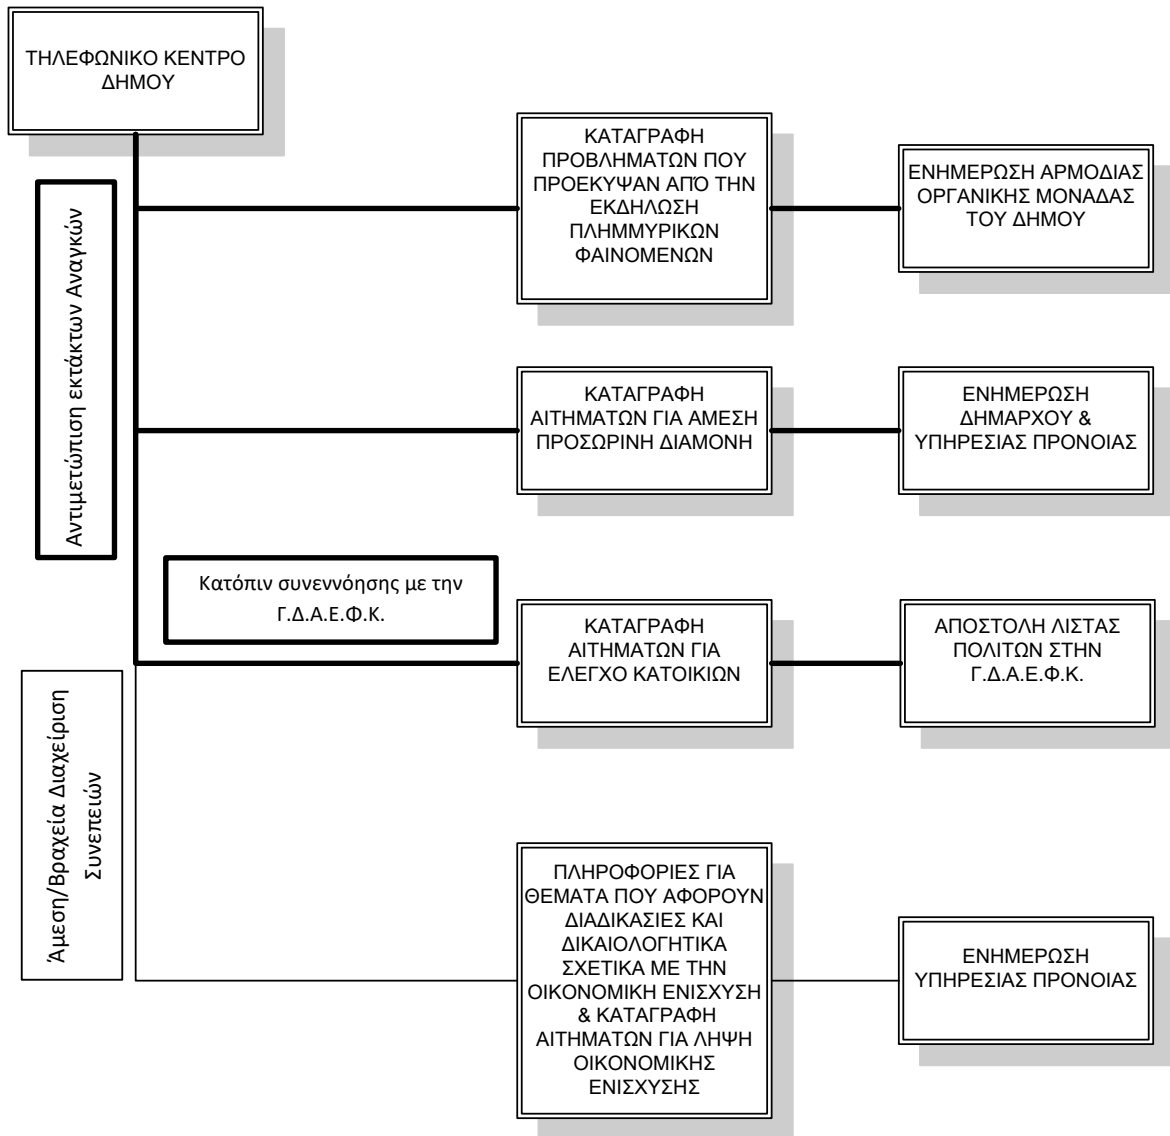 ΤΗΛΕΦΩΝΙΚΟ ΚΕΝΤΡΟ
ΔΗΜΟΥ
ΚΑΤΑΓΡΑΦΗ
ΠΡΟΒΛΗΜΑΤΩΝ ΠΟΥ
ΠΡΟΕΚΥΨΑΝ ΑΠΌ ΤΗΝ
ΕΚΔΗΛΩΣΗ
ΠΛΗΜΜΥΡΙΚΩΝ
ΦΑΙΝΟΜΕΝΩΝ
ΕΝΗΜΕΡΩΣΗ ΑΡΜΟΔΙΑΣ
ΟΡΓΑΝΙΚΗΣ ΜΟΝΑΔΑΣ
ΤΟΥ ΔΗΜΟΥ
Αντιμετώπιση εκτάκτων Αναγκών
ΚΑΤΑΓΡΑΦΗ
ΑΙΤΗΜΑΤΩΝ ΓΙΑ ΑΜΕΣΗ
ΠΡΟΣΩΡΙΝΗ ΔΙΑΜΟΝΗ
ΕΝΗΜΕΡΩΣΗ
ΔΗΜΑΡΧΟΥ &
ΥΠΗΡΕΣΙΑΣ ΠΡΟΝΟΙΑΣ
Κατόπιν συνεννόησης με την
Γ.Δ.Α.Ε.Φ.Κ.
ΚΑΤΑΓΡΑΦΗ
ΑΙΤΗΜΑΤΩΝ ΓΙΑ
ΕΛΕΓΧΟ ΚΑΤΟΙΚΙΩΝ
ΑΠΟΣΤΟΛΗ ΛΙΣΤΑΣ
ΠΟΛΙΤΩΝ ΣΤΗΝ
Γ.Δ.Α.Ε.Φ.Κ.
Άμεση/Βραχεία Διαχείριση
Συνεπειών
ΠΛΗΡΟΦΟΡΙΕΣ ΓΙΑ
ΘΕΜΑΤΑ ΠΟΥ ΑΦΟΡΟΥΝ
ΔΙΑΔΙΚΑΣΙΕΣ ΚΑΙ
ΔΙΚΑΙΟΛΟΓΗΤΙΚΑ
ΣΧΕΤΙΚΑ ΜΕ ΤΗΝ
ΟΙΚΟΝΟΜΙΚΗ ΕΝΙΣΧΥΣΗ
& ΚΑΤΑΓΡΑΦΗ
ΑΙΤΗΜΑΤΩΝ ΓΙΑ ΛΗΨΗ
ΟΙΚΟΝΟΜΙΚΗΣ
ΕΝΙΣΧΥΣΗΣ
ΕΝΗΜΕΡΩΣΗ
ΥΠΗΡΕΣΙΑΣ ΠΡΟΝΟΙΑΣ